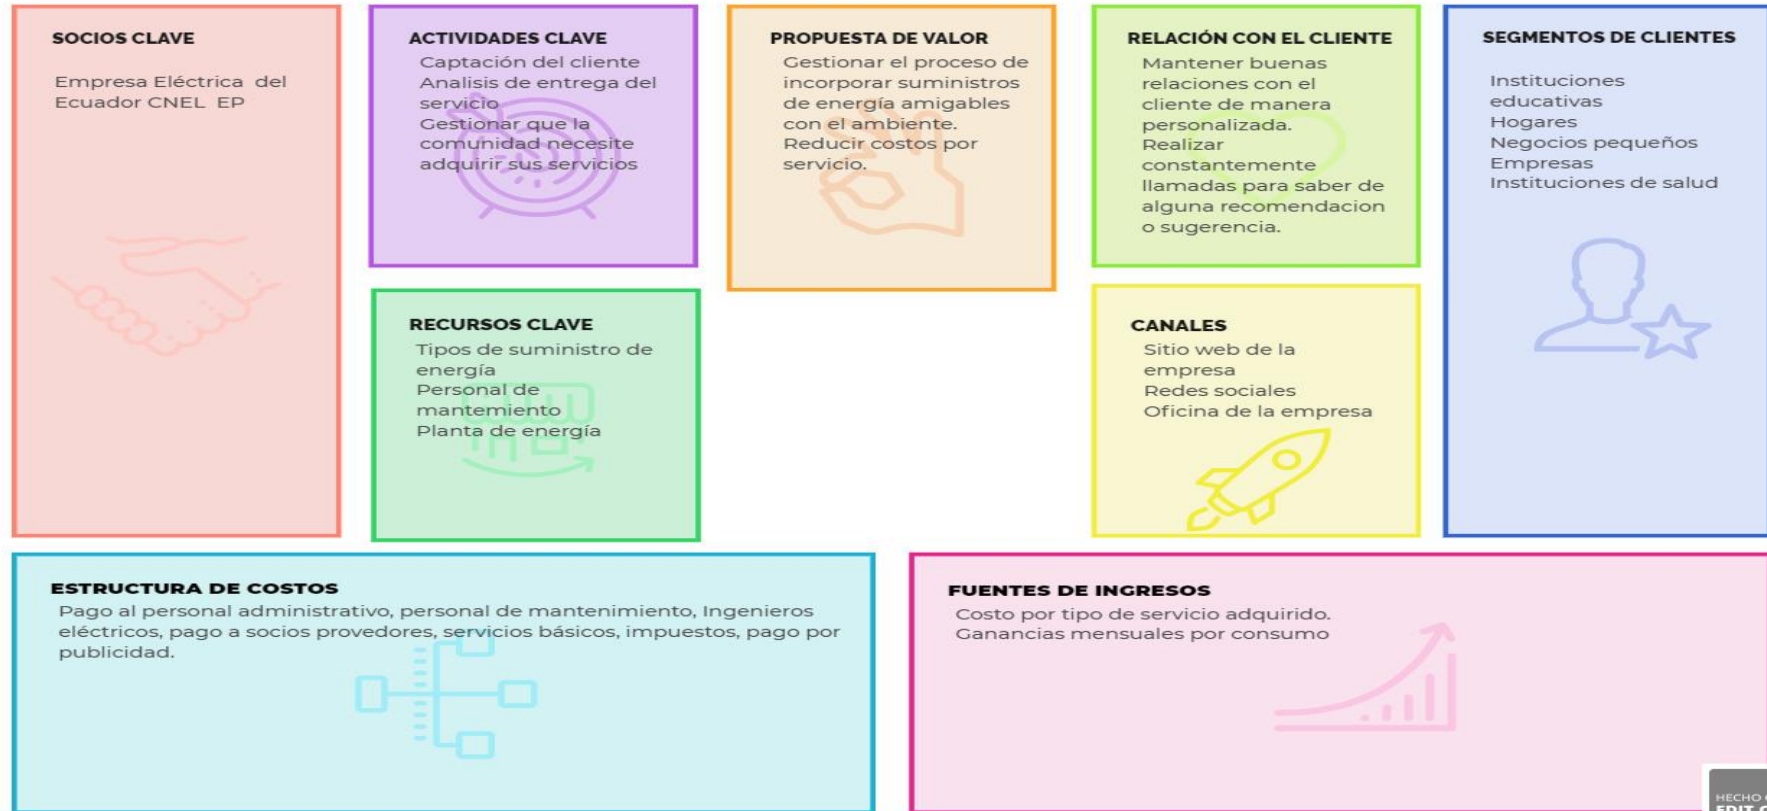 SOCIOS CLAVE
Empresa Eléctrica del
Ecuador CNEL EP
ACTIVIDADES CLAVE
Captación del cliente
Analisis de entrega del
servicio
Gestionar que la
comunidad necesite
adquirir sus servicios
RECURSOS CLAVE
Tipos de suministro de
energía
Personal de
mantemiento
Planta de energía
PROPUESTA DE VALOR
Gestionar el proceso de
incorporar suministros
de energía amigables
con el ambiente.
Reducir costos por
servicio.
RELACIÓN CON EL CLIENTE
Mantener buenas
relaciones con el
cliente de manera
personalizada.
Realizar
constantemente
llamadas para saber de
alguna recomendacion
o sugerencia.
CANALES
Sitio web de la
empresa
Redes sociales
Oficina de la empresa
SEGMENTOS DE CLIENTES
Instituciones
educativas
Hogares
Negocios pequeños
Empresas
Instituciones de salud
ESTRUCTURA DE COSTOS
Pago al personal administrativo, personal de mantenimiento, Ingenieros
eléctricos, pago a socios provedores, servicios básicos, impuestos, pago por
publicidad.
FUENTES DE INGRESOS
Costo por tipo de servicio adquirido.
Ganancias mensuales por consumo
HECHO